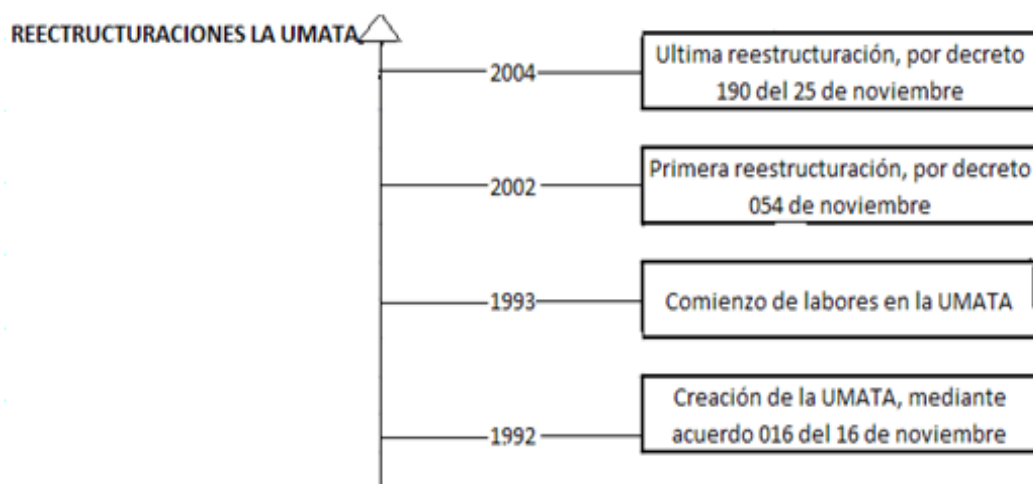 REECTRUCTURACIONES LA UMATA
2004
Ultima reestructuración, por decreto
190 del 25 de noviembre
2002
Primera reestructuración, por decreto
054 de noviembre
1993
Comienzo de labores en la UMATA
1992
Creación de la UMATA, mediante
acuerdo 016 del 16 de noviembre